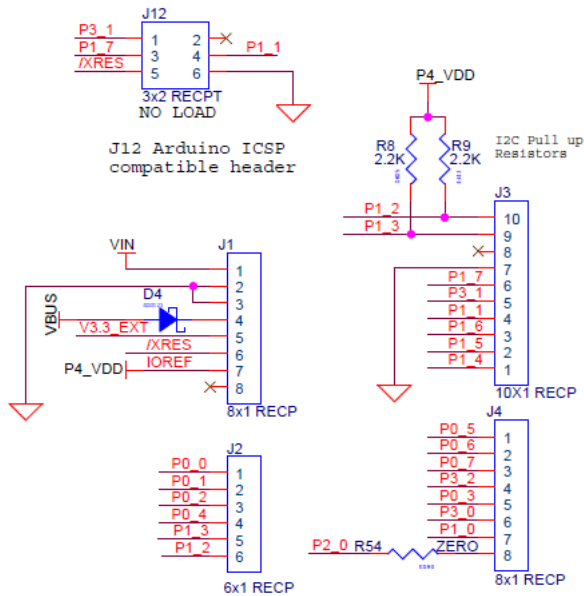 J12
P3_1 1 2
P1_7 3 4 P1_1
/XRES 5 6
3x2 RECPT
NO LOAD
J12 Arduino ICSP
compatible header
P4_VDD
R8 R9
2.2K 2.2K
I2C Pull up
Resistors
J3
P1_2 10
P1_3 9
8
7
P1_7 6
P3_1 5
P1_1 4
P1_6 3
P1_5 2
P1_4 1
10X1 RECP
J1
VIN 1
2
3
D4
VBUS 4
V3.3_EXT 5
/XRES 6
P4_VDD IOREF 7
8
8x1 RECP
J2
P0_0 1
P0_1 2
P0_2 3
P0_4 4
P1_3 5
P1_2 6
6x1 RECP
J4
P0_5 1
P0_6 2
P0_7 3
P3_2 4
P0_3 5
P3_0 6
P1_0 7
P2_0 R54 ZERO 8
8x1 RECP